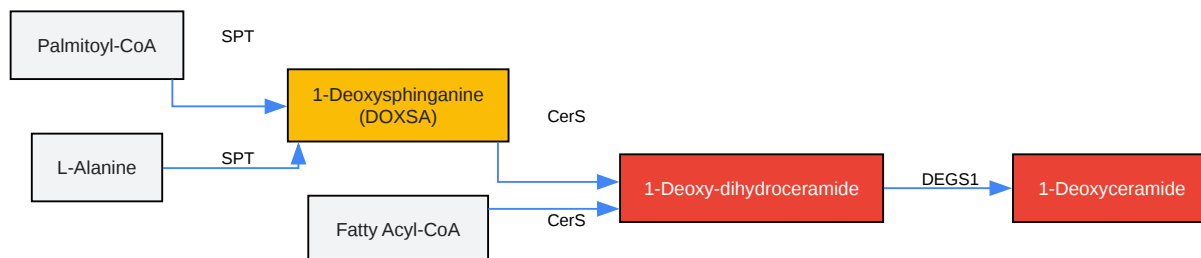 Palmitoyl-CoA
SPT
1-Deoxysphinganine
(DOXSA)
CerS
L-Alanine
SPT
1-Deoxy-dihydroceramide
DEGS1
1-Deoxyceramide
Fatty Acyl-CoA
CerS